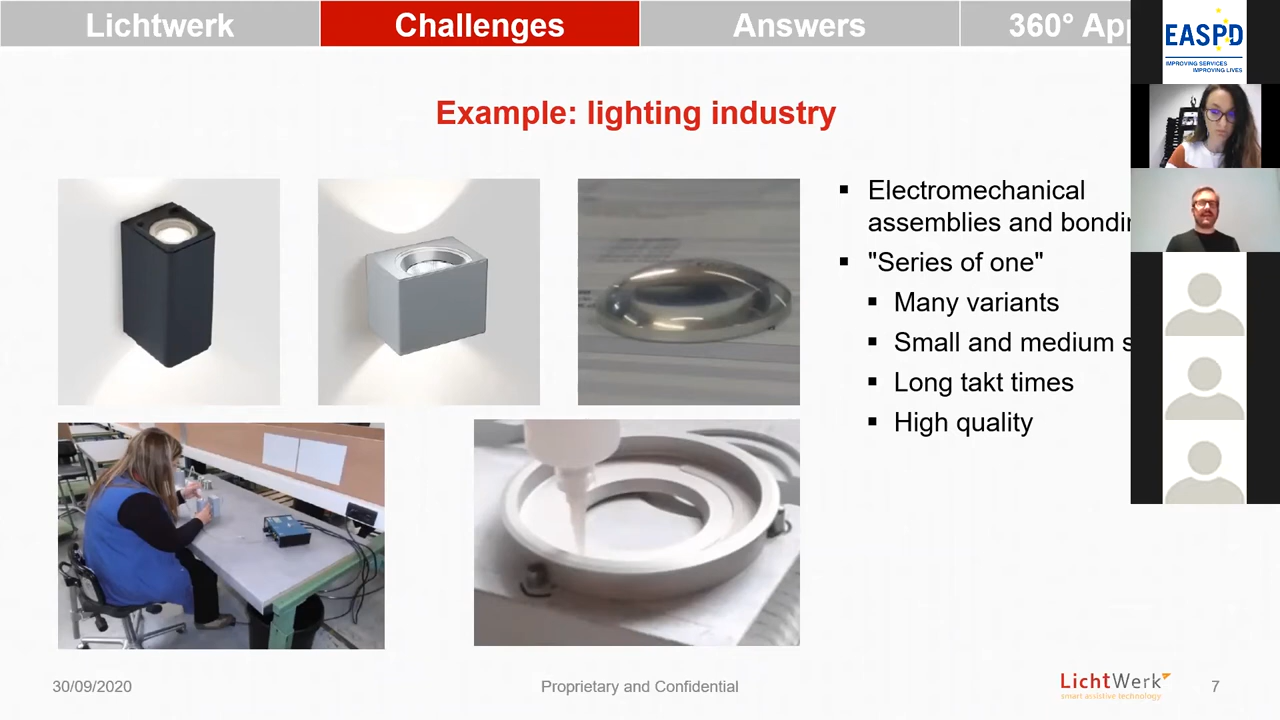 Lichtwerk
Challenges
Answers
360° App
EASPD
IMPROVING SERVICES
IMPROVING LIVES
Example: lighting industry
▪ Electromechanical
assemblies and bondin
▪ "Series of one"
▪ Many variants
▪ Small and medium s
▪ Long takt times
▪ High quality
30/09/2020
Proprietary and Confidential
LichtWerk
smart assistive technology
7